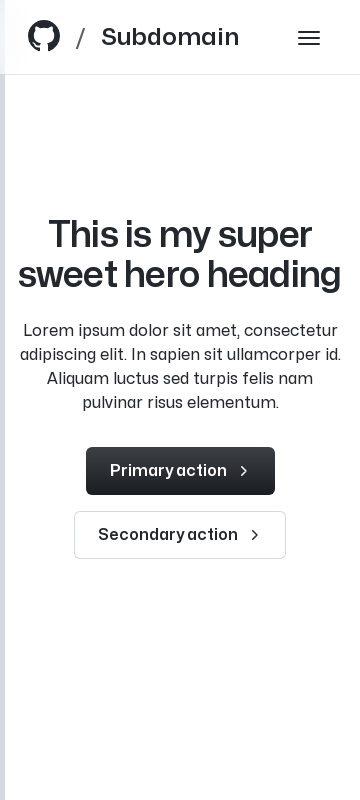 / Subdomain
This is my super
sweet hero heading
Lorem ipsum dolor sit amet, consectetur
adipiscing elit. In sapien sit ullamcorper id.
Aliquam luctus sed turpis felis nam
pulvinar risus elementum.
Primary action
Secondary action